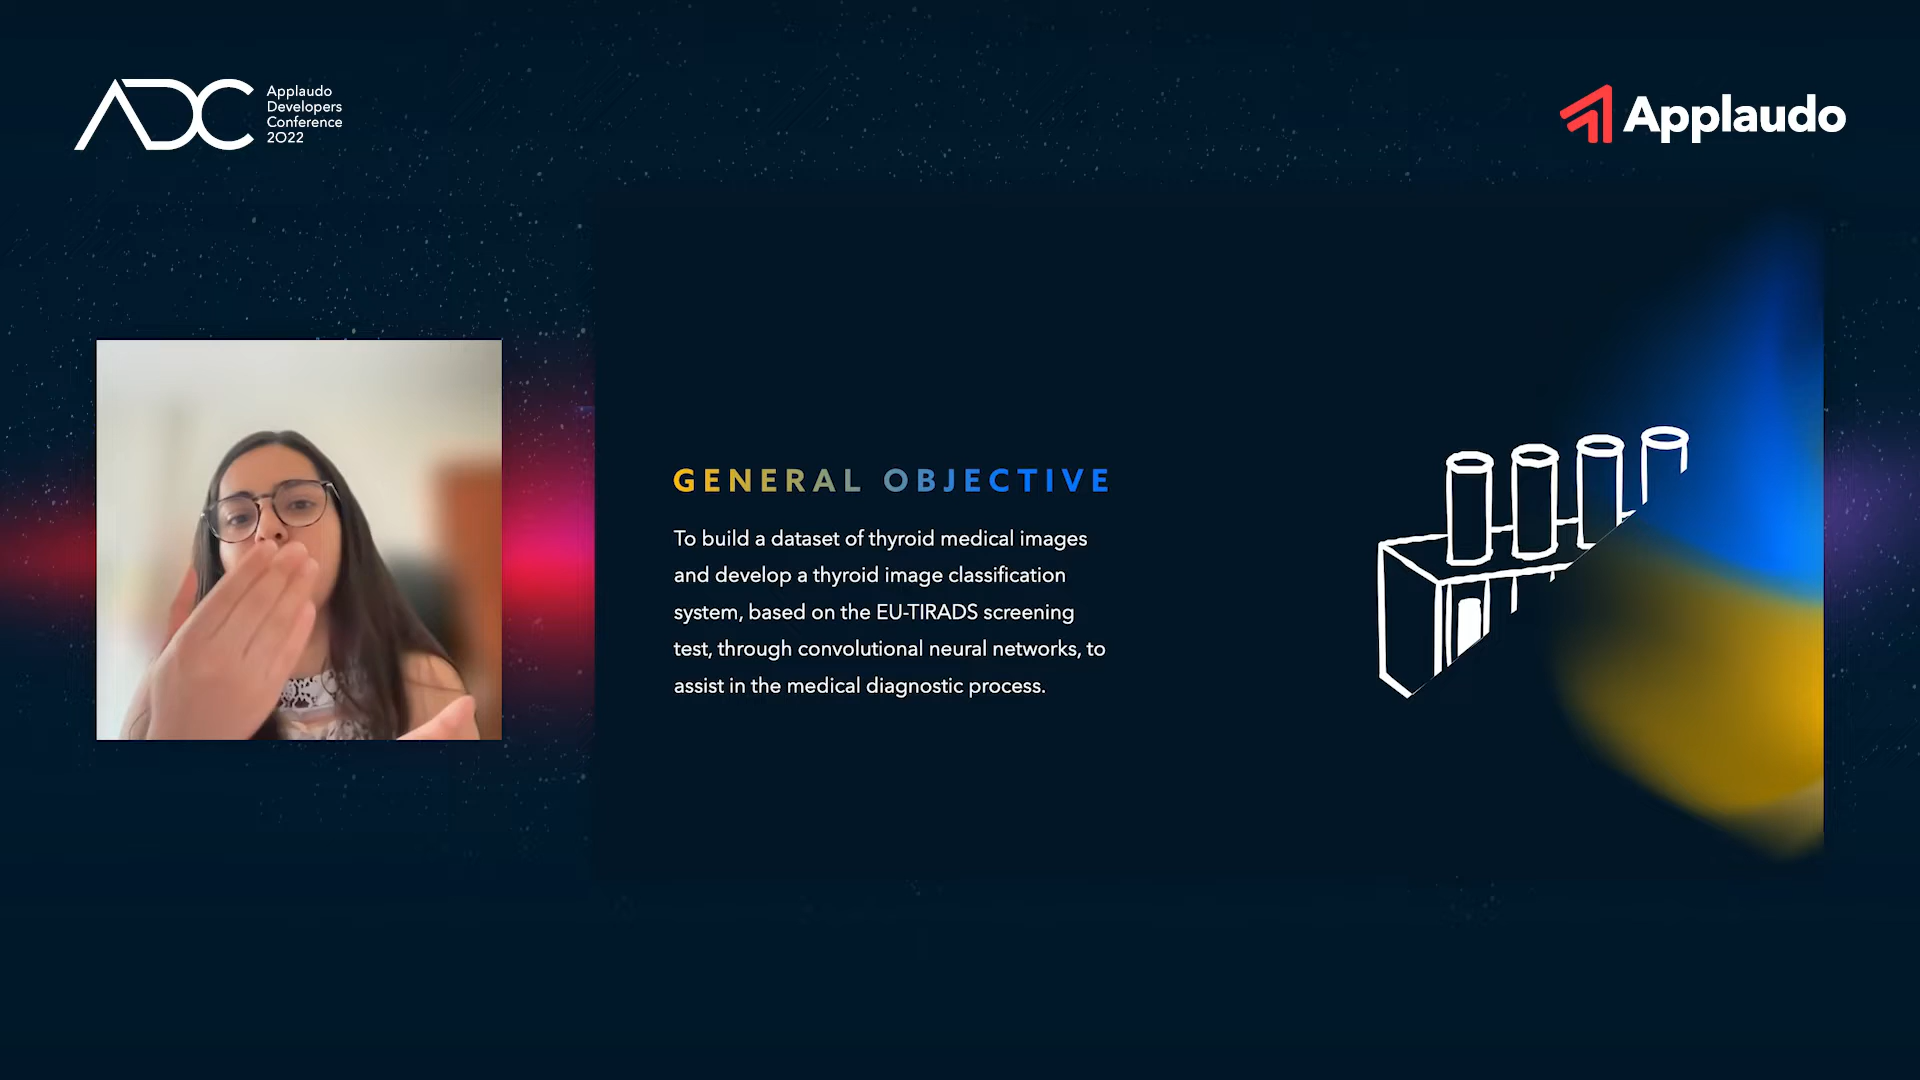 ADC
Applaudo
Developers
Conference
2022
Applaudo
GENERAL OBJECTIVE
To build a dataset of thyroid medical images
and develop a thyroid image classification
system, based on the EU-TIRADS screening
test, through convolutional neural networks, to
assist in the medical diagnostic process.